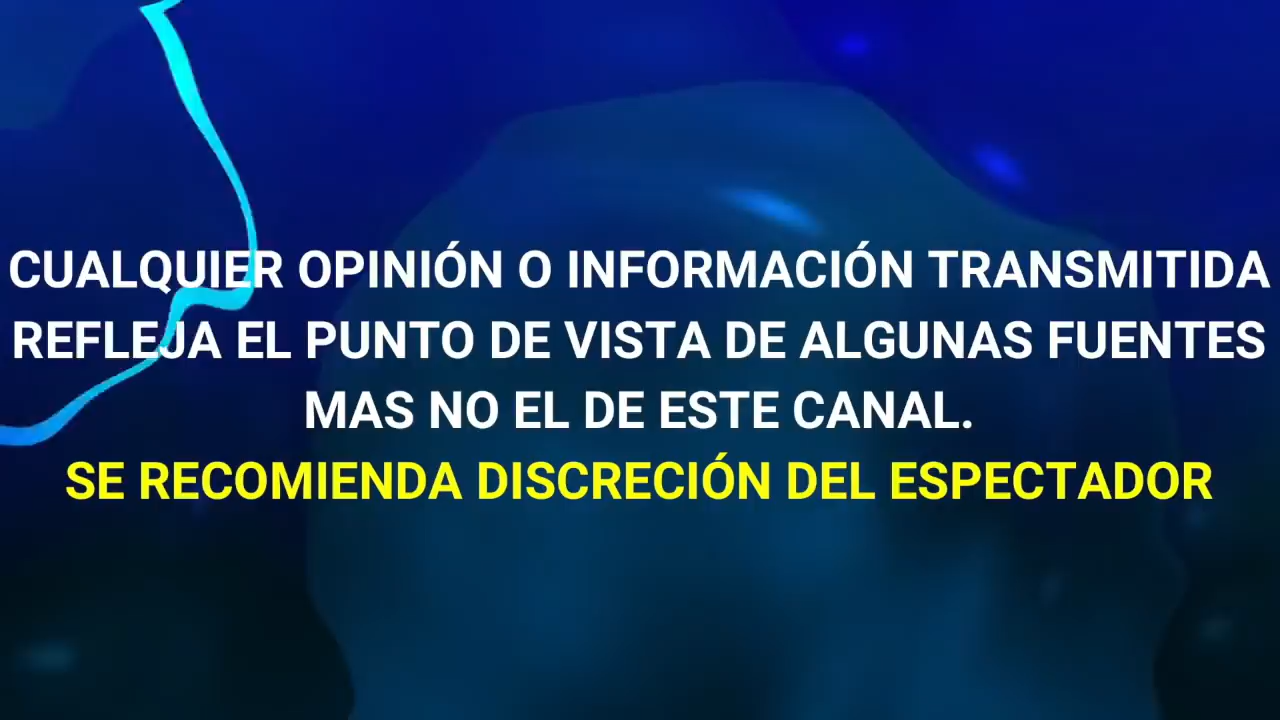 CUALQUIER OPINIÓN O INFORMACIÓN TRANSMITIDA
REFLEJA EL PUNTO DE VISTA DE ALGUNAS FUENTES
MAS NO EL DE ESTE CANAL.
SE RECOMIENDA DISCRECIÓN DEL ESPECTADOR